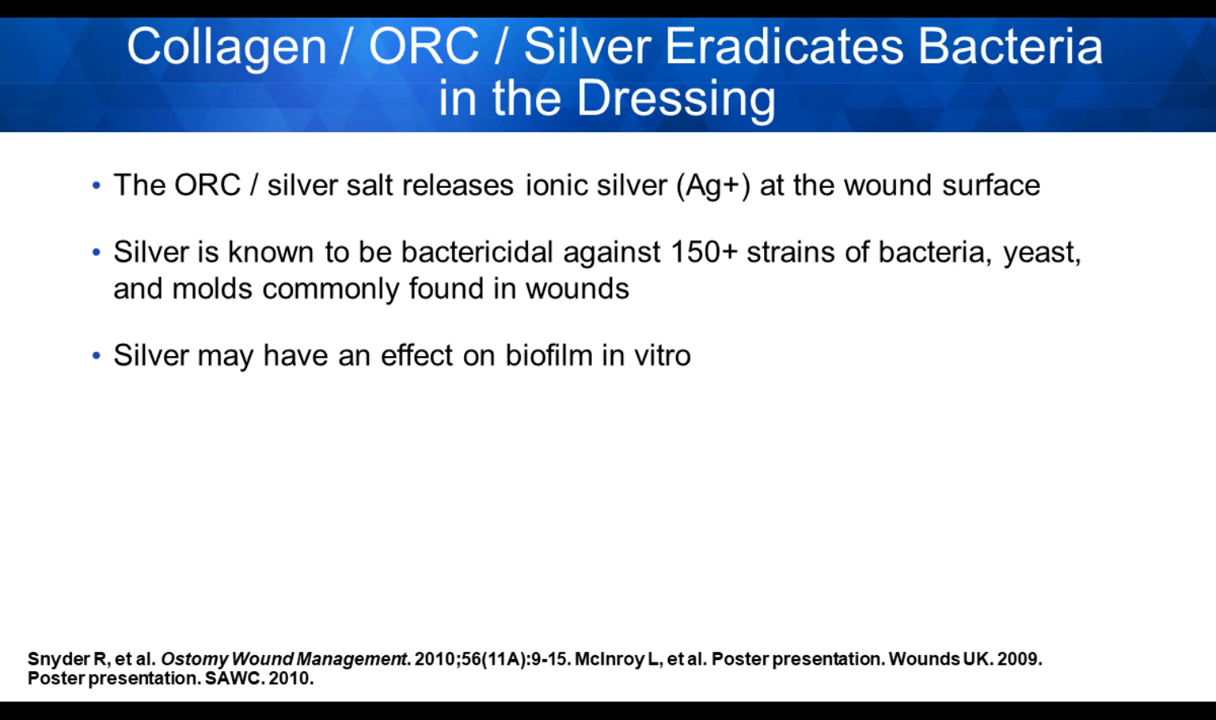 Collagen / ORC / Silver Eradicates Bacteria
in the Dressing
• The ORC / silver salt releases ionic silver (Ag+) at the wound surface
• Silver is known to be bactericidal against 150+ strains of bacteria, yeast,
and molds commonly found in wounds
• Silver may have an effect on biofilm in vitro
Snyder R, et al. Ostomy Wound Management. 2010;56(11A):9-15. McInroy L, et al. Poster presentation. Wounds UK. 2009.
Poster presentation. SAWC. 2010.